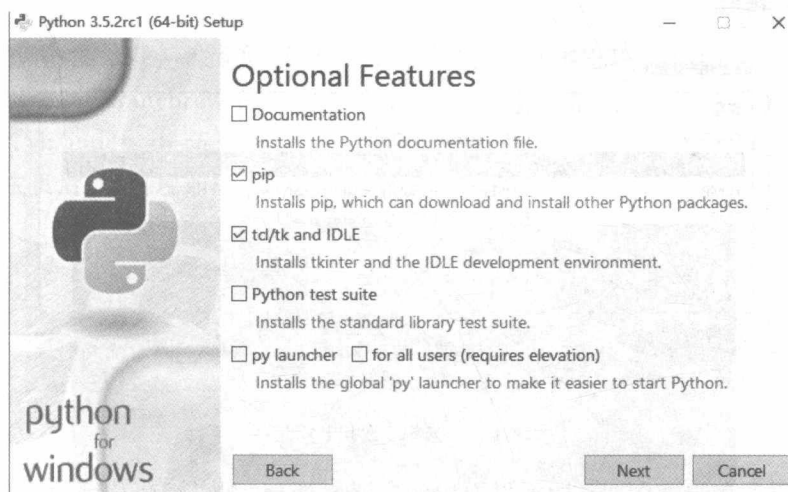 Python 3.5.2rc1 (64-bit) Setup
Optional Features
Documentation
Installs the Python documentation file.
pip
Installs pip, which can download and install other Python packages.
tcl/tk and IDLE
Installs tkinter and the IDLE development environment.
Python test suite
Installs the standard library test suite.
py launcher for all users (requires elevation)
Installs the global 'py' launcher to make it easier to start Python.
python
for
windows
Back Next Cancel